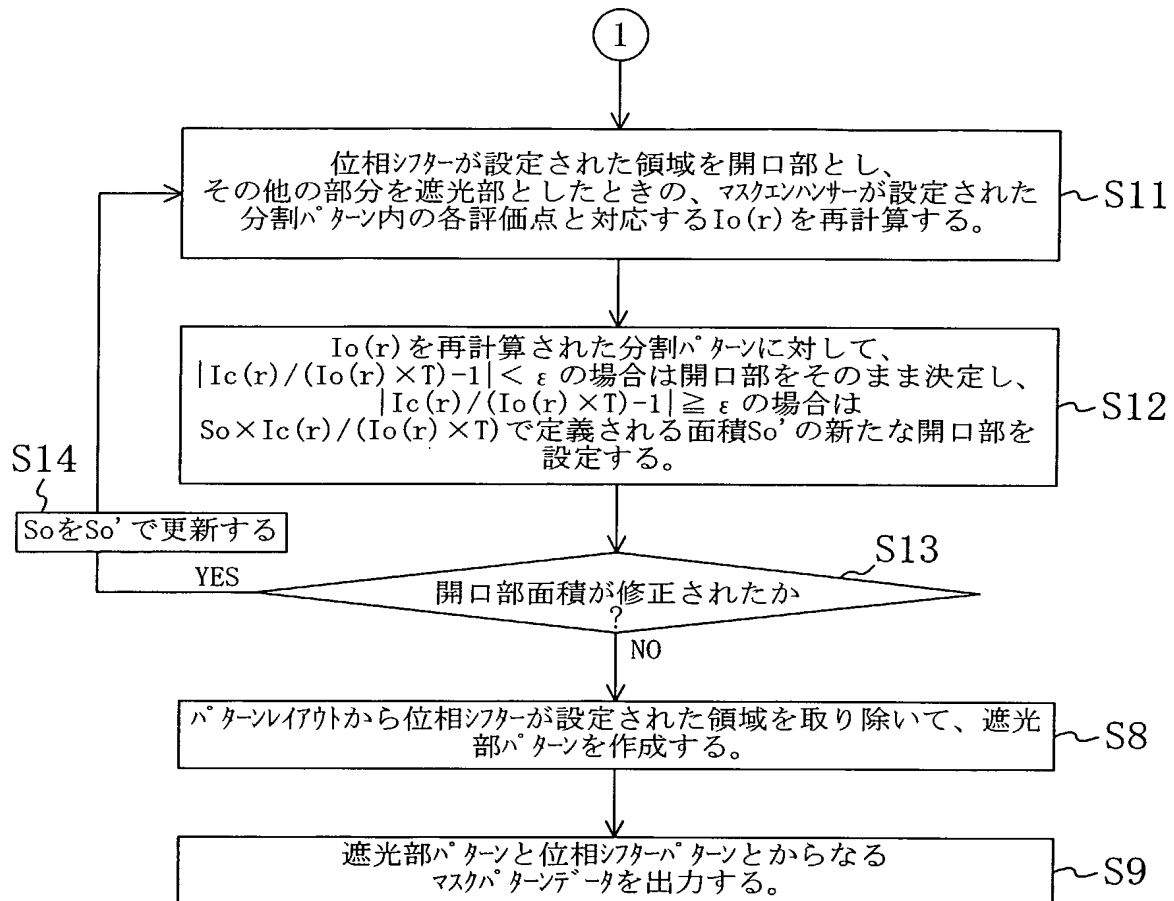 1
位相シフターが設定された領域を開口部とし、
その他の部分を遮光部としたときの、マスクエンハンサーが設定された
分割パターン内の各評価点と対応するIo(r)を再計算する。
S11
Io(r)を再計算された分割パターンに対して、
|Ic(r)/(Io(r)×T)-1|< ε の場合は開口部をそのまま決定し、
|Ic(r)/(Io(r)×T)-1|≧ ε の場合は
So×Ic(r)/(Io(r)×T)で定義される面積So'の新たな開口部を
設定する。
S12
S14
SoをSo'で更新する
S13
YES
開口部面積が修正されたか
?
NO
パターンレイアウトから位相シフターが設定された領域を取り除いて、遮光
部パターンを作成する。
S8
遮光部パターンと位相シフターパターンとからなる
マスクパターンデータを出力する。
S9